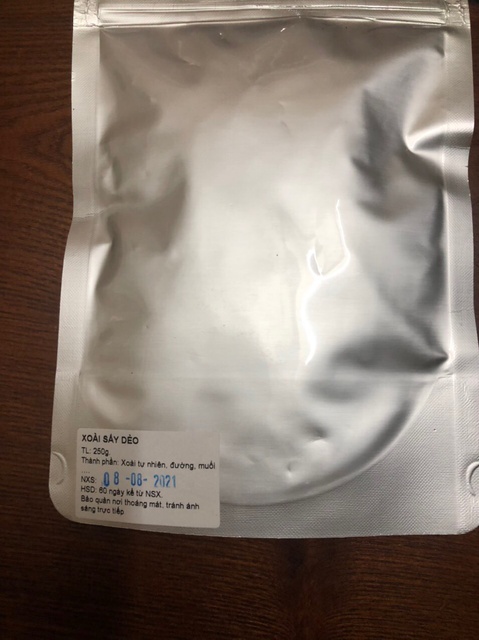 XOÀI SẤY DẺO
TL: 250g.
Thành phần: Xoài tự nhiên, đường, muối
....
NXS: 08-08-2021
HSD: 60 ngày kể từ NSX.
Bảo quản nơi thoáng mát, tránh ánh
sáng trực tiếp